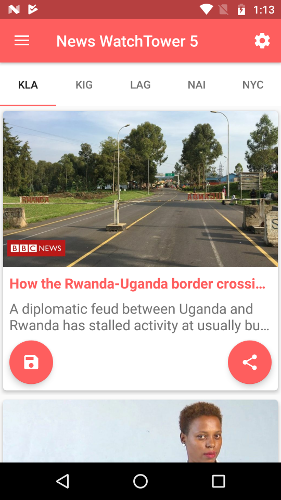 1:13
News WatchTower 5
KLA KIG LAG NAI NYC
BBC NEWS
How the Rwanda-Uganda border crossi...
A diplomatic feud between Uganda and
Rwanda has stalled activity at usually bu...